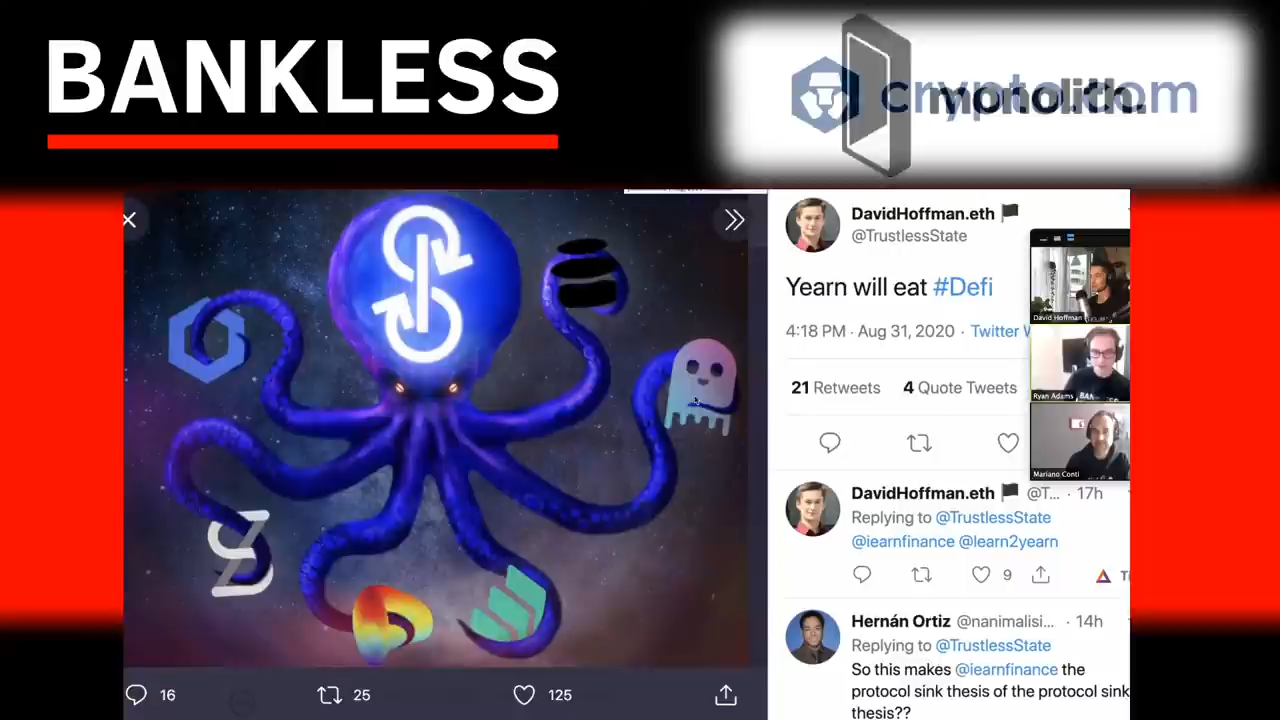 BANKLESS
crypto.com
DavidHoffman.eth
@TrustlessState
Yearn will eat #Defi
4:18 PM · Aug 31, 2020 · Twitter
21 Retweets 4 Quote Tweets
David Hoffman
Ryan Adams
Mariano Conti
DavidHoffman.eth @T... · 17h
Replying to @TrustlessState
@iearnfinance @learn2yearn
9
Hernán Ortiz @nanimalisi... · 14h
Replying to @TrustlessState
So this makes @iearnfinance the
protocol sink thesis of the protocol sink
thesis??
16 25 125